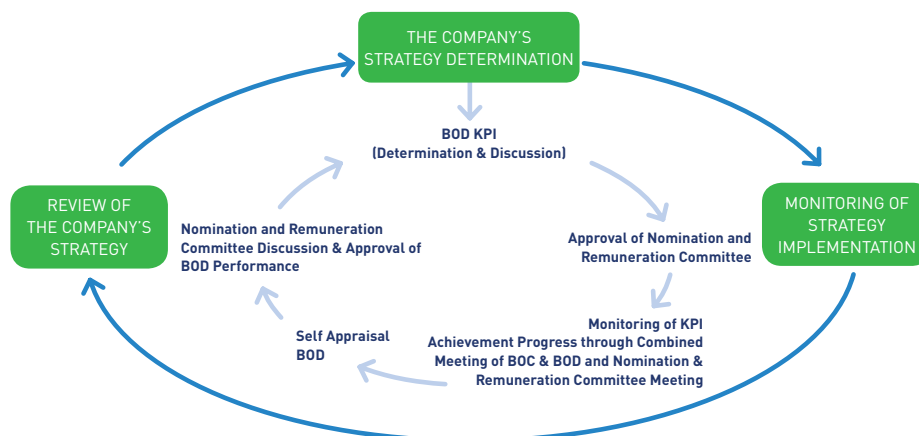 THE COMPANY'S
STRATEGY DETERMINATION
BOD KPI
(Determination & Discussion)
REVIEW OF
THE COMPANY'S
STRATEGY
MONITORING OF
STRATEGY
IMPLEMENTATION
Nomination and Remuneration
Committee Discussion & Approval of
BOD Performance
Approval of Nomination and
Remuneration Committee
Self Appraisal
BOD
Monitoring of KPI
Achievement Progress through Combined
Meeting of BOC & BOD and Nomination &
Remuneration Committee Meeting